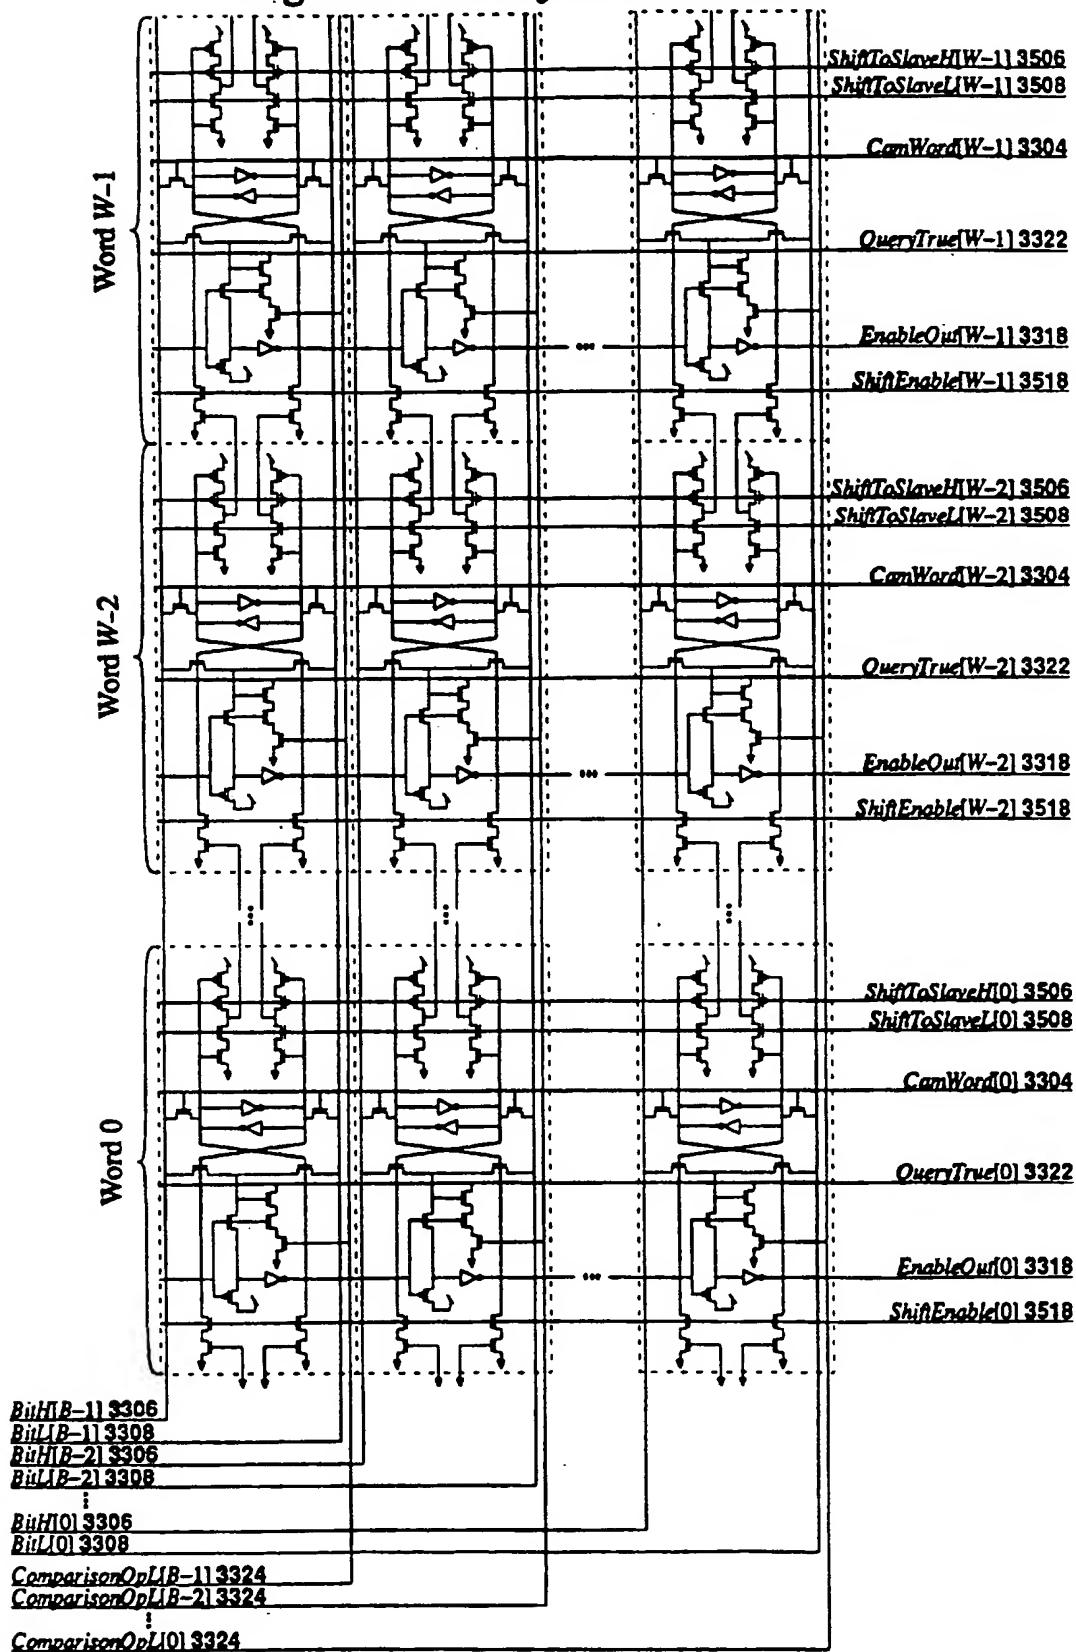 ShiftToSlaveH[W–1] 3506
ShiftToSlaveL[W–1] 3508
CamWord[W–1] 3304
Word W–1
QueryTrue[W–1] 3322
EnableOut[W–1] 3318
ShiftEnable[W–1] 3518
ShiftToSlaveH[W–2] 3506
ShiftToSlaveL[W–2] 3508
CamWord[W–2] 3304
Word W–2
QueryTrue[W–2] 3322
EnableOut[W–2] 3318
ShiftEnable[W–2] 3518
ShiftToSlaveH[0] 3506
ShiftToSlaveL[0] 3508
CamWord[0] 3304
Word 0
QueryTrue[0] 3322
EnableOut[0] 3318
ShiftEnable[0] 3518
BitH[B–1] 3306
BitL[B–1] 3308
BitH[B–2] 3306
BitL[B–2] 3308
BitH[0] 3306
BitL[0] 3308
ComparisonOpL[B–1] 3324
ComparisonOpL[B–2] 3324
ComparisonOpL[0] 3324